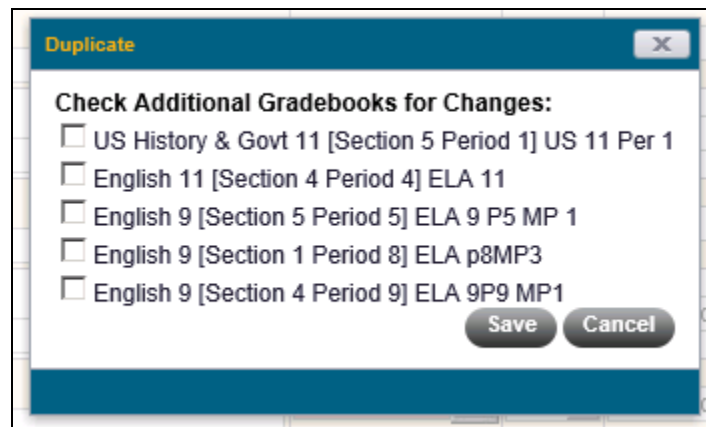 Duplicate
Check Additional Gradebooks for Changes:
US History & Govt 11 [Section 5 Period 1] US 11 Per 1
English 11 [Section 4 Period 4] ELA 11
English 9 [Section 5 Period 5] ELA 9 P5 MP 1
English 9 [Section 1 Period 8] ELA p8MP3
English 9 [Section 4 Period 9] ELA 9P9 MP1
Save Cancel